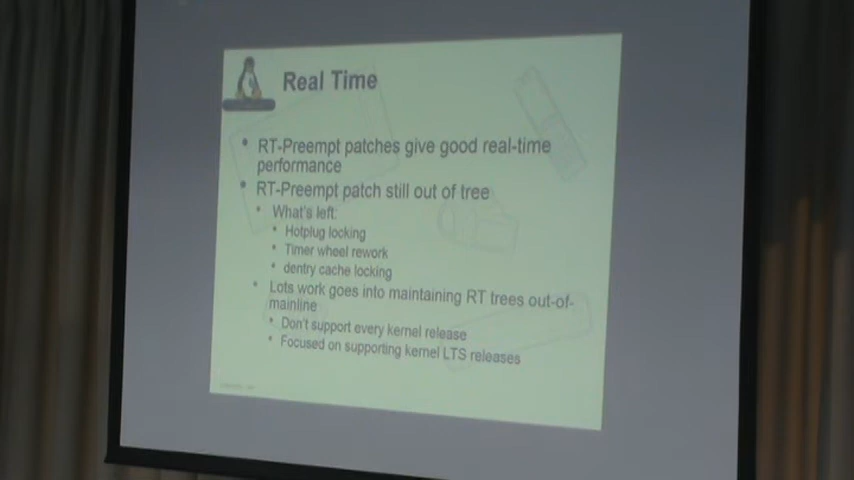 Real Time
• RT-Preempt patches give good real-time
performance
• RT-Preempt patch still out of tree
• What's left:
• Hotplug locking
• Timer wheel rework
• dentry cache locking
• Lots work goes into maintaining RT trees out-of-
mainline
• Don't support every kernel release
• Focused on supporting kernel LTS releases